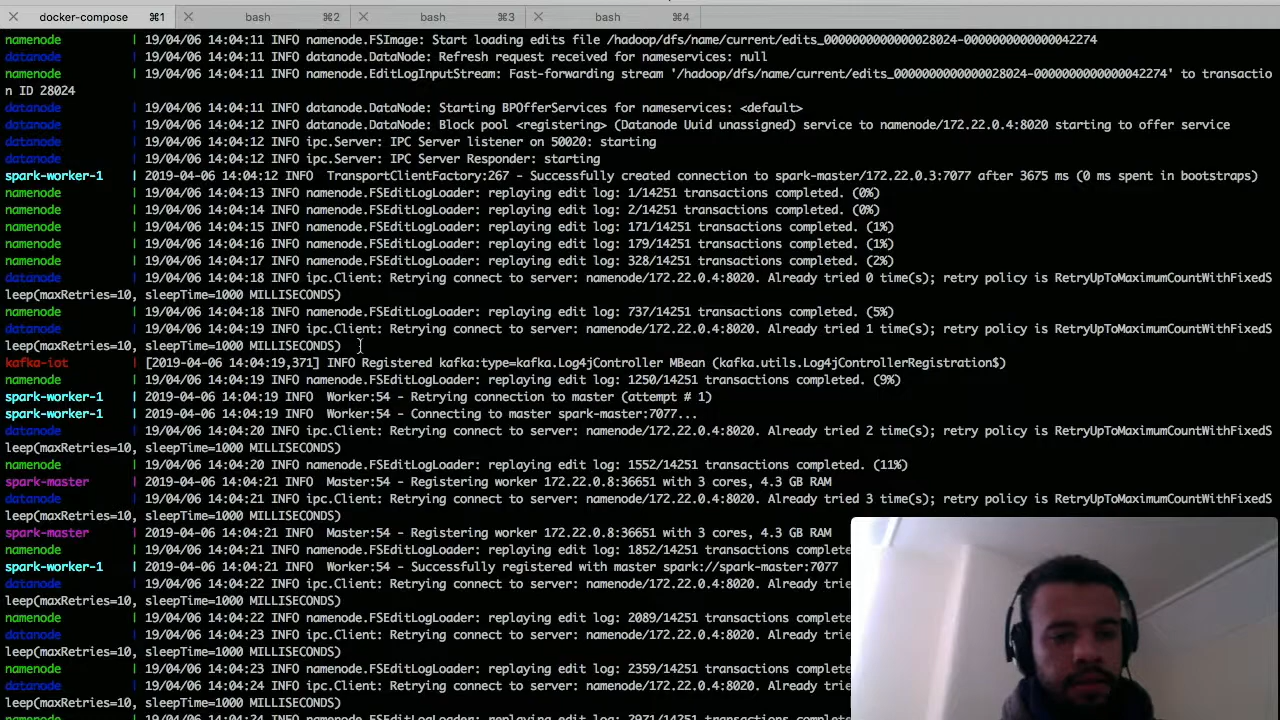 docker-compose ⌘1 bash ⌘2 bash ⌘3 bash ⌘4
namenode | 19/04/06 14:04:11 INFO namenode.FSImage: Start loading edits file /hadoop/dfs/name/current/edits_0000000000000028024-0000000000000042274
datanode | 19/04/06 14:04:11 INFO datanode.DataNode: Refresh request received for nameservices: null
namenode | 19/04/06 14:04:11 INFO namenode.EditLogInputStream: Fast-forwarding stream '/hadoop/dfs/name/current/edits_0000000000000028024-0000000000000042274' to transactio
n ID 28024
datanode | 19/04/06 14:04:11 INFO datanode.DataNode: Starting BPOfferServices for nameservices: <default>
datanode | 19/04/06 14:04:12 INFO datanode.DataNode: Block pool <registering> (Datanode Uuid unassigned) service to namenode/172.22.0.4:8020 starting to offer service
datanode | 19/04/06 14:04:12 INFO ipc.Server: IPC Server listener on 50020: starting
datanode | 19/04/06 14:04:12 INFO ipc.Server: IPC Server Responder: starting
spark-worker-1 | 2019-04-06 14:04:12 INFO TransportClientFactory:267 - Successfully created connection to spark-master/172.22.0.3:7077 after 3675 ms (0 ms spent in bootstraps)
namenode | 19/04/06 14:04:13 INFO namenode.FSEditLogLoader: replaying edit log: 1/14251 transactions completed. (0%)
namenode | 19/04/06 14:04:14 INFO namenode.FSEditLogLoader: replaying edit log: 2/14251 transactions completed. (0%)
namenode | 19/04/06 14:04:15 INFO namenode.FSEditLogLoader: replaying edit log: 171/14251 transactions completed. (1%)
namenode | 19/04/06 14:04:16 INFO namenode.FSEditLogLoader: replaying edit log: 179/14251 transactions completed. (1%)
namenode | 19/04/06 14:04:17 INFO namenode.FSEditLogLoader: replaying edit log: 328/14251 transactions completed. (2%)
datanode | 19/04/06 14:04:18 INFO ipc.Client: Retrying connect to server: namenode/172.22.0.4:8020. Already tried 0 time(s); retry policy is RetryUpToMaximumCountWithFixedS
leep(maxRetries=10, sleepTime=1000 MILLISECONDS)
namenode | 19/04/06 14:04:18 INFO namenode.FSEditLogLoader: replaying edit log: 737/14251 transactions completed. (5%)
datanode | 19/04/06 14:04:19 INFO ipc.Client: Retrying connect to server: namenode/172.22.0.4:8020. Already tried 1 time(s); retry policy is RetryUpToMaximumCountWithFixedS
leep(maxRetries=10, sleepTime=1000 MILLISECONDS)
kafka-iot | [2019-04-06 14:04:19,371] INFO Registered kafka:type=kafka.Log4jController MBean (kafka.utils.Log4jControllerRegistration$)
namenode | 19/04/06 14:04:19 INFO namenode.FSEditLogLoader: replaying edit log: 1250/14251 transactions completed. (9%)
spark-worker-1 | 2019-04-06 14:04:19 INFO Worker:54 - Retrying connection to master (attempt # 1)
spark-worker-1 | 2019-04-06 14:04:19 INFO Worker:54 - Connecting to master spark-master:7077...
datanode | 19/04/06 14:04:20 INFO ipc.Client: Retrying connect to server: namenode/172.22.0.4:8020. Already tried 2 time(s); retry policy is RetryUpToMaximumCountWithFixedS
leep(maxRetries=10, sleepTime=1000 MILLISECONDS)
namenode | 19/04/06 14:04:20 INFO namenode.FSEditLogLoader: replaying edit log: 1552/14251 transactions completed. (11%)
spark-master | 2019-04-06 14:04:21 INFO Master:54 - Registering worker 172.22.0.8:36651 with 3 cores, 4.3 GB RAM
datanode | 19/04/06 14:04:21 INFO ipc.Client: Retrying connect to server: namenode/172.22.0.4:8020. Already tried 3 time(s); retry policy is RetryUpToMaximumCountWithFixedS
leep(maxRetries=10, sleepTime=1000 MILLISECONDS)
spark-master | 2019-04-06 14:04:21 INFO Master:54 - Registering worker 172.22.0.8:36651 with 3 cores, 4.3 GB RAM
namenode | 19/04/06 14:04:21 INFO namenode.FSEditLogLoader: replaying edit log: 1852/14251 transactions complete
spark-worker-1 | 2019-04-06 14:04:21 INFO Worker:54 - Successfully registered with master spark://spark-master:7077
datanode | 19/04/06 14:04:22 INFO ipc.Client: Retrying connect to server: namenode/172.22.0.4:8020. Already trie
leep(maxRetries=10, sleepTime=1000 MILLISECONDS)
namenode | 19/04/06 14:04:22 INFO namenode.FSEditLogLoader: replaying edit log: 2089/14251 transactions complete
datanode | 19/04/06 14:04:23 INFO ipc.Client: Retrying connect to server: namenode/172.22.0.4:8020. Already trie
leep(maxRetries=10, sleepTime=1000 MILLISECONDS)
namenode | 19/04/06 14:04:23 INFO namenode.FSEditLogLoader: replaying edit log: 2359/14251 transactions complete
datanode | 19/04/06 14:04:24 INFO ipc.Client: Retrying connect to server: namenode/172.22.0.4:8020. Already trie
leep(maxRetries=10, sleepTime=1000 MILLISECONDS)
namenode | 19/04/06 14:04:24 INFO namenode.FSEditLogLoader: replaying edit log: 2971/14251 transactions complete